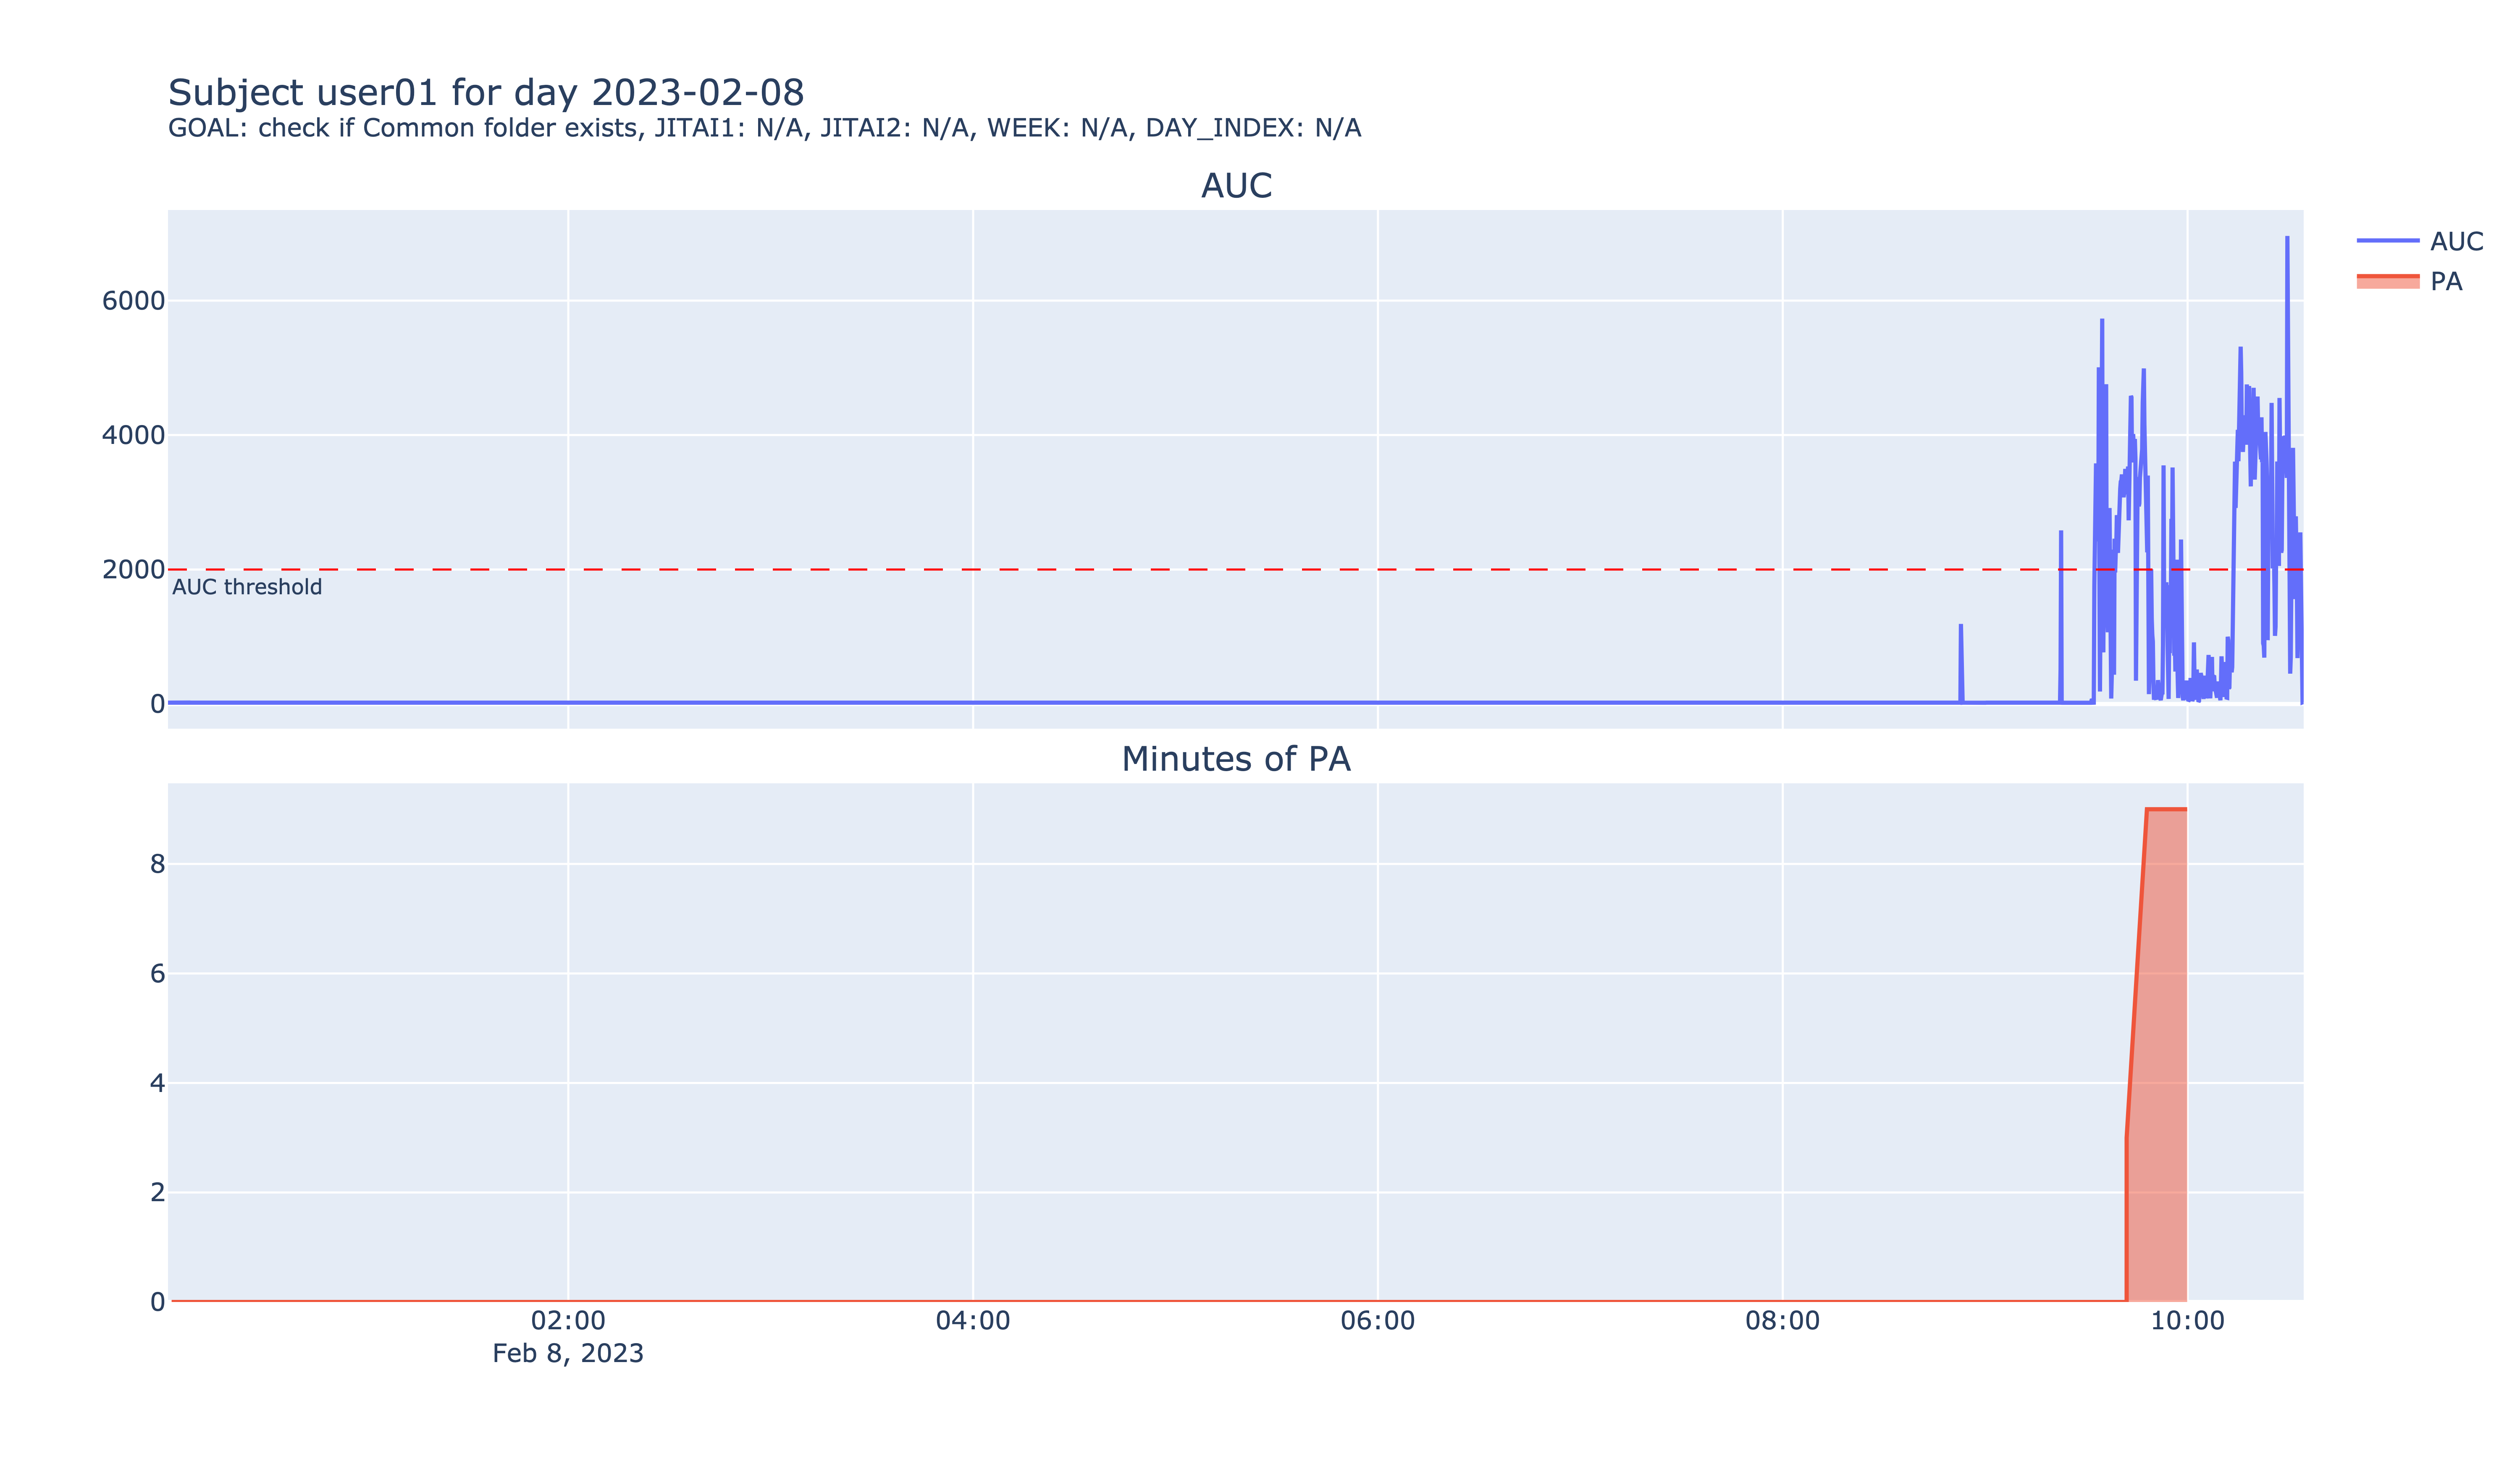 Subject user01 for day 2023-02-08
GOAL: check if Common folder exists, JITAI1: N/A, JITAI2: N/A, WEEK: N/A, DAY_INDEX: N/A
AUC
6000
4000
2000
0
AUC threshold
AUC
PA
Minutes of PA
8
6
4
2
0
02:00
04:00
06:00
08:00
10:00
Feb 8, 2023